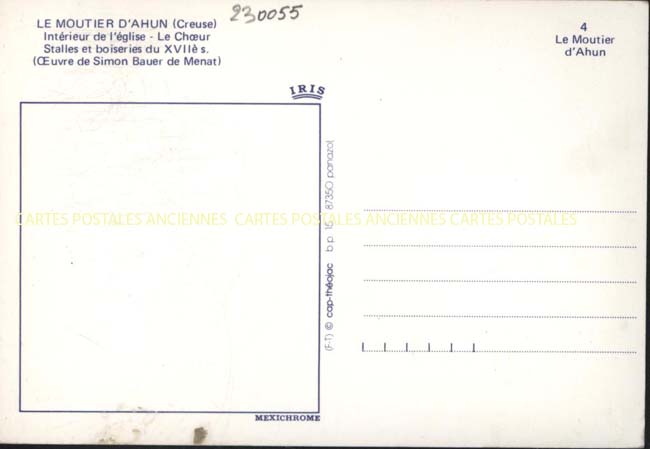 LE MOUTIER D'AHUN (Creuse)
Intérieur de l'église - Le Chœur
Stalles et boiseries du XVIIè s.
(Œuvre de Simon Bauer de Menat)
230055
4
Le Moutier
d'Ahun
IRIS
(F-T) © cap-théojac b.p. 15 87350 panazol
CARTES POSTALES ANCIENNES CARTES POSTALES ANCIENNES CARTES POSTALES ANCIENNES
MEXICHROME